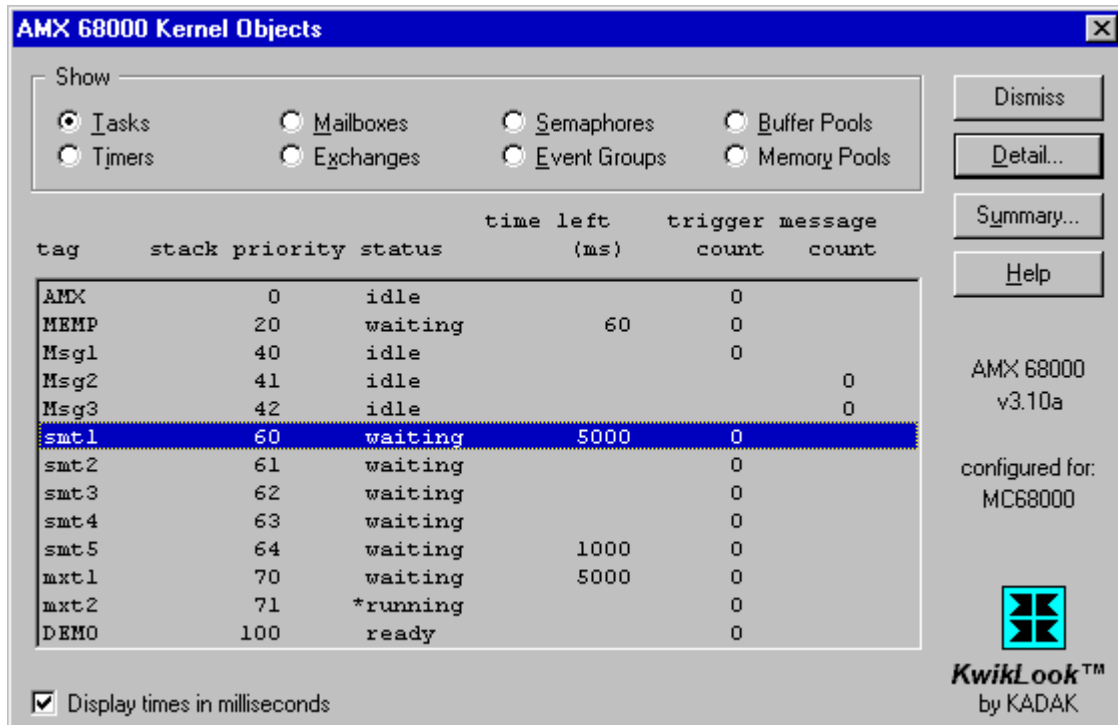 AMX 68000 Kernel Objects
Show
Tasks Mailboxes Semaphores Buffer Pools
Timers Exchanges Event Groups Memory Pools
Dismiss
Detail...
Summary...
Help
time left trigger message
tag stack priority status (ms) count count
AMX 0 idle 0
MEMP 20 waiting 60 0
Msg1 40 idle 0
Msg2 41 idle 0
Msg3 42 idle 0
smt1 60 waiting 5000 0
smt2 61 waiting 0
smt3 62 waiting 0
smt4 63 waiting 0
smt5 64 waiting 1000 0
mxt1 70 waiting 5000 0
mxt2 71 *running 0
DEMO 100 ready 0
AMX 68000
v3.10a
configured for:
MC68000
KwikLook™
by KADAK
Display times in milliseconds